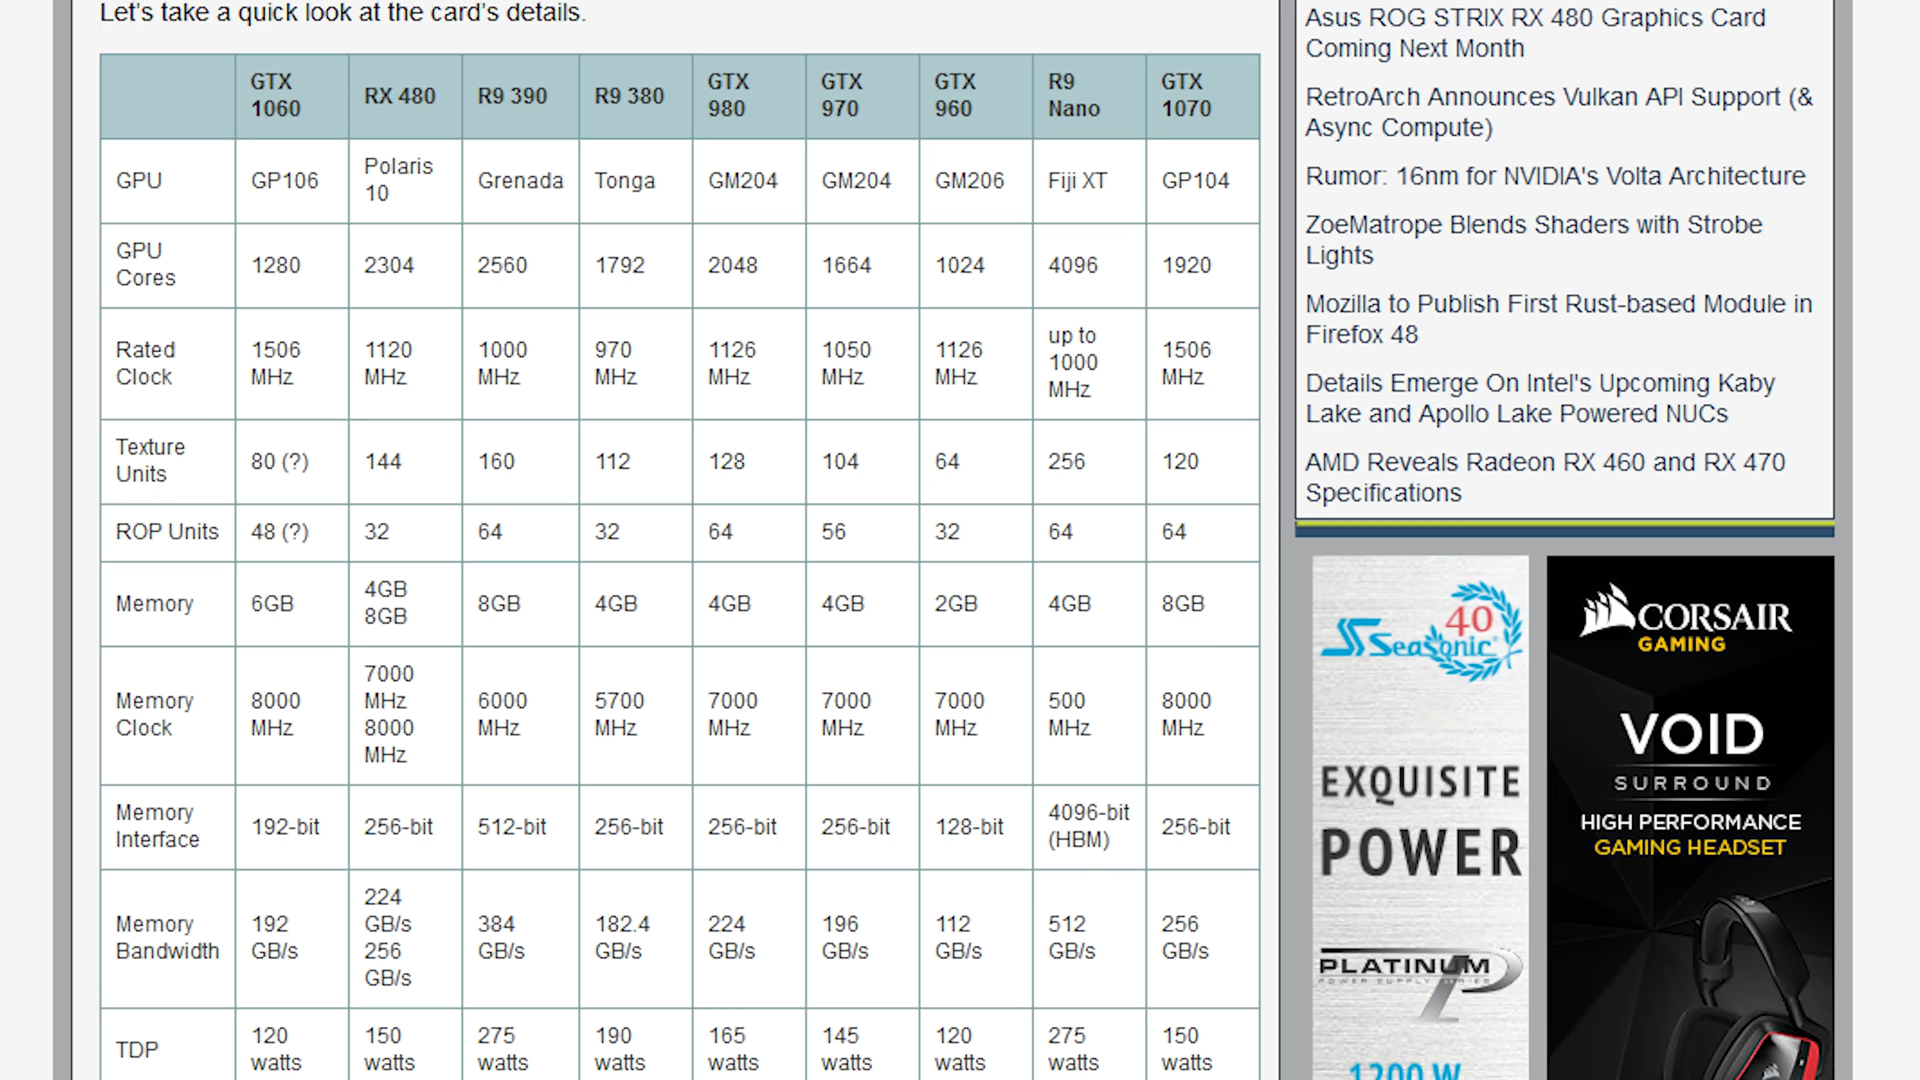 Let's take a quick look at the card's details.
GTX 1060 RX 480 R9 390 R9 380 GTX 980 GTX 970 GTX 960 R9 Nano GTX 1070
GPU GP106 Polaris 10 Grenada Tonga GM204 GM204 GM206 Fiji XT GP104
GPU Cores 1280 2304 2560 1792 2048 1664 1024 4096 1920
Rated Clock 1506 MHz 1120 MHz 1000 MHz 970 MHz 1126 MHz 1050 MHz 1126 MHz up to 1000 MHz 1506 MHz
Texture Units 80 (?) 144 160 112 128 104 64 256 120
ROP Units 48 (?) 32 64 32 64 56 32 64 64
Memory 6GB 4GB 8GB 8GB 4GB 4GB 4GB 2GB 4GB 8GB
Memory Clock 8000 MHz 7000 MHz 8000 MHz 6000 MHz 5700 MHz 7000 MHz 7000 MHz 7000 MHz 500 MHz 8000 MHz
Memory Interface 192-bit 256-bit 512-bit 256-bit 256-bit 256-bit 128-bit 4096-bit (HBM) 256-bit
Memory Bandwidth 192 GB/s 224 GB/s 256 GB/s 384 GB/s 182.4 GB/s 224 GB/s 196 GB/s 112 GB/s 512 GB/s 256 GB/s
TDP 120 watts 150 watts 275 watts 190 watts 165 watts 145 watts 120 watts 275 watts 150 watts
Asus ROG STRIX RX 480 Graphics Card
Coming Next Month
RetroArch Announces Vulkan API Support (&
Async Compute)
Rumor: 16nm for NVIDIA's Volta Architecture
ZoeMatrope Blends Shaders with Strobe
Lights
Mozilla to Publish First Rust-based Module in
Firefox 48
Details Emerge On Intel's Upcoming Kaby
Lake and Apollo Lake Powered NUCs
AMD Reveals Radeon RX 460 and RX 470
Specifications
40
SeaSonic
EXQUISITE
POWER
PLATINUM
POWER SUPPLY SERIES
1200 W
CORSAIR
GAMING
VOID
SURROUND
HIGH PERFORMANCE
GAMING HEADSET